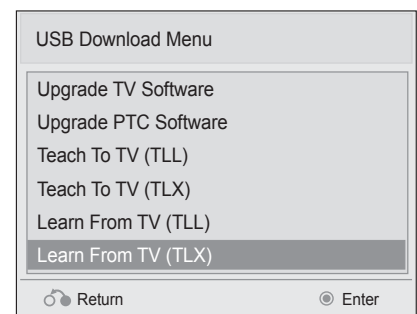 USB Download Menu
Upgrade TV Software
Upgrade PTC Software
Teach To TV (TLL)
Teach To TV (TLX)
Learn From TV (TLL)
Learn From TV (TLX)
Return Enter